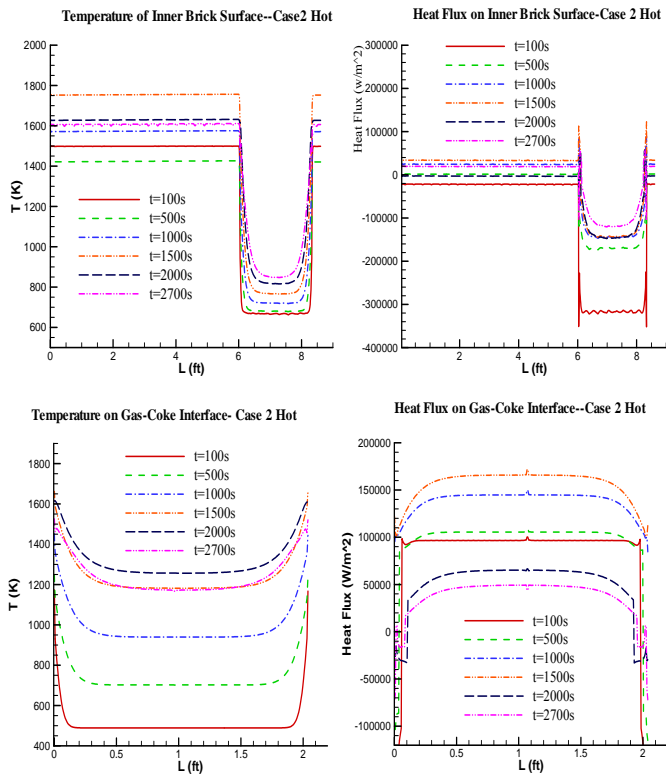 Temperature of Inner Brick Surface--Case2 Hot
2000
1800
1600
1400
1200
1000
800
600
T (K)
t=100s
t=500s
t=1000s
t=1500s
t=2000s
t=2700s
0
2
4
6
8
L (ft)
Heat Flux on Inner Brick Surface-Case 2 Hot
300000
200000
100000
0
-100000
-200000
-300000
-400000
Heat Flux (w/m^2)
t=100s
t=500s
t=1000s
t=1500s
t=2000s
t=2700s
0
2
4
6
8
L (ft)
Temperature on Gas-Coke Interface- Case 2 Hot
1800
1600
1400
1200
1000
800
600
400
T (K)
t=100s
t=500s
t=1000s
t=1500s
t=2000s
t=2700s
0
0.5
1
1.5
2
L (ft)
Heat Flux on Gas-Coke Interface--Case 2 Hot
200000
150000
100000
50000
0
-50000
-100000
Heat Flux (W/m^2)
t=100s
t=500s
t=1000s
t=1500s
t=2000s
t=2700s
0
0.5
1
1.5
2
L (ft)